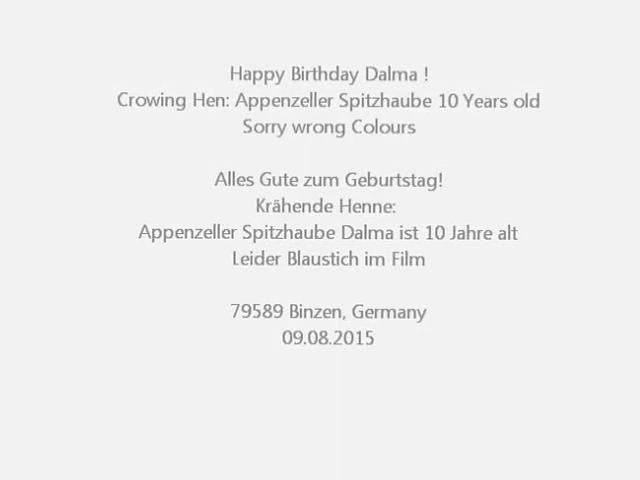 Happy Birthday Dalma !
Crowing Hen: Appenzeller Spitzhaube 10 Years old
Sorry wrong Colours
Alles Gute zum Geburtstag!
Krähende Henne:
Appenzeller Spitzhaube Dalma ist 10 Jahre alt
Leider Blaustich im Film
79589 Binzen, Germany
09.08.2015